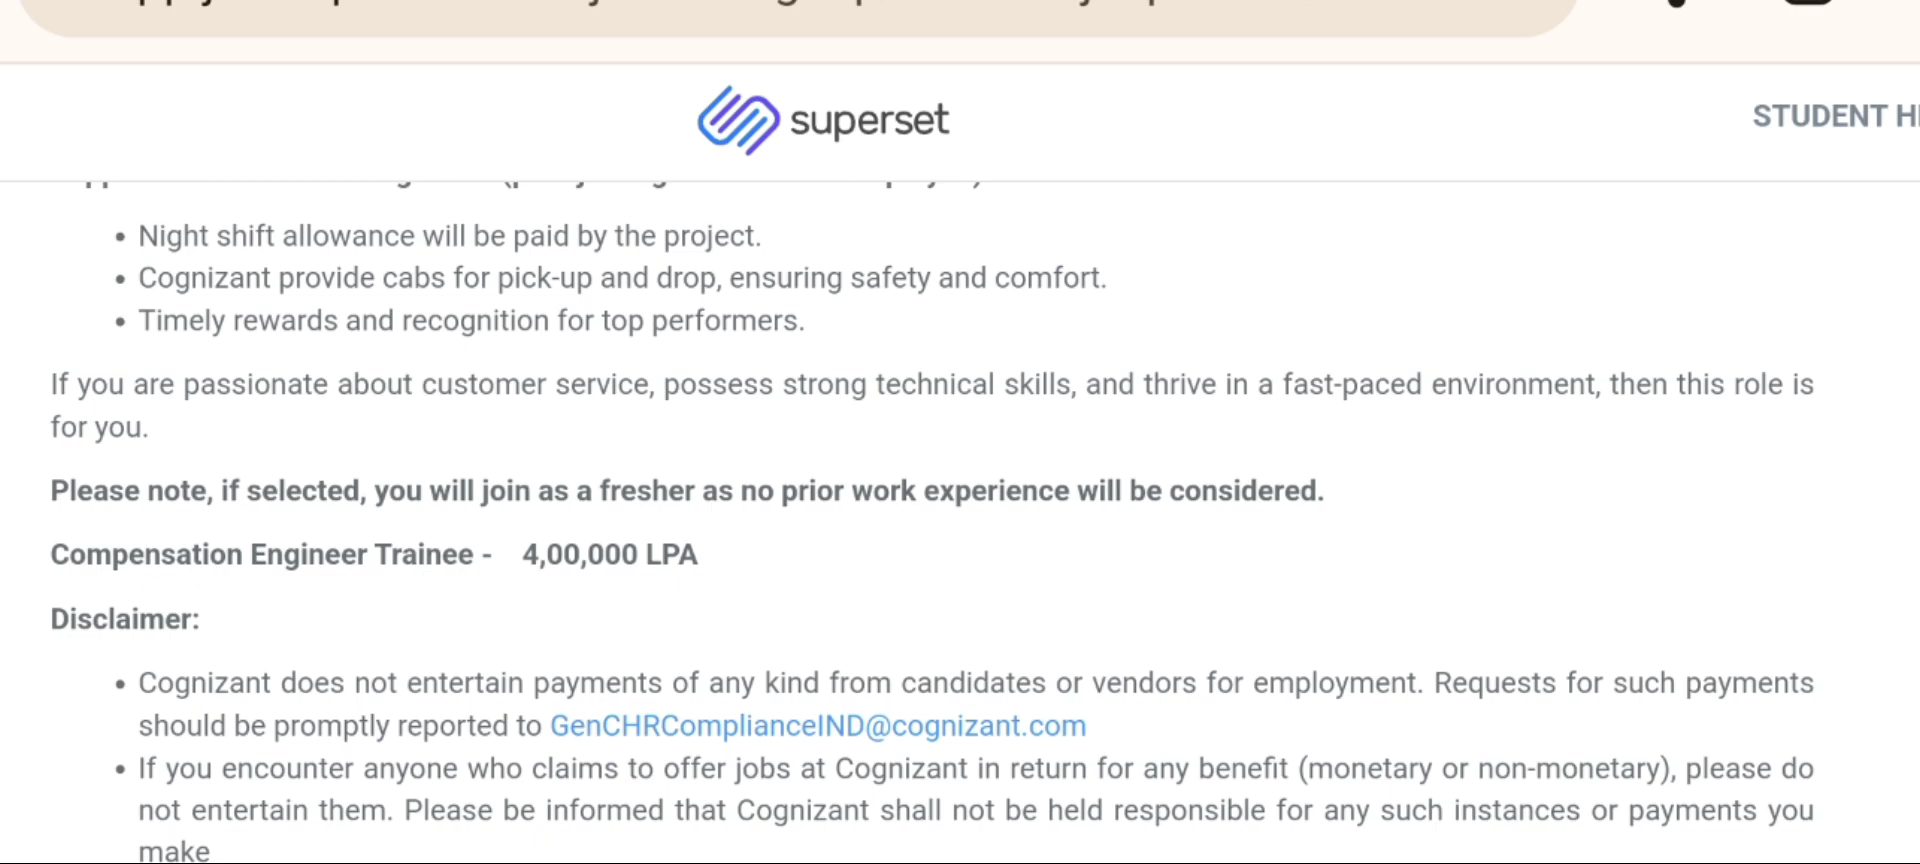 superset
STUDENT
• Night shift allowance will be paid by the project.
• Cognizant provide cabs for pick-up and drop, ensuring safety and comfort.
• Timely rewards and recognition for top performers.
If you are passionate about customer service, possess strong technical skills, and thrive in a fast-paced environment, then this role is
for you.
Please note, if selected, you will join as a fresher as no prior work experience will be considered.
Compensation Engineer Trainee - 4,00,000 LPA
Disclaimer:
• Cognizant does not entertain payments of any kind from candidates or vendors for employment. Requests for such payments
should be promptly reported to GenCHRComplianceIND@cognizant.com
• If you encounter anyone who claims to offer jobs at Cognizant in return for any benefit (monetary or non-monetary), please do
not entertain them. Please be informed that Cognizant shall not be held responsible for any such instances or payments you
make